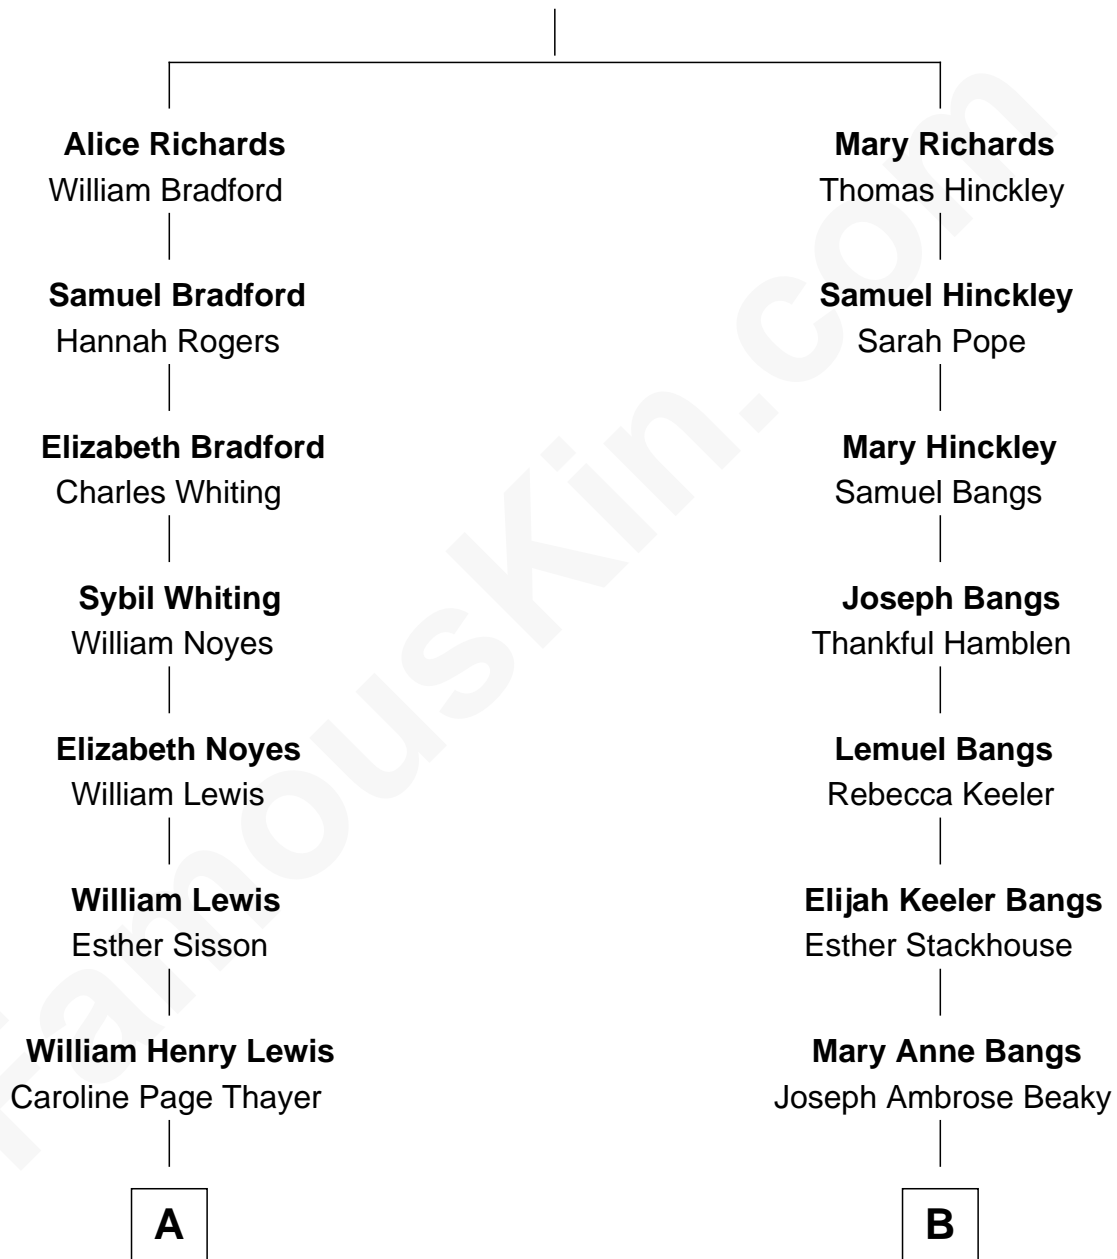 Alice Richards
William Bradford
Samuel Bradford
Hannah Rogers
Elizabeth Bradford
Charles Whiting
Sybil Whiting
William Noyes
Elizabeth Noyes
William Lewis
William Lewis
Esther Sisson
William Henry Lewis
Caroline Page Thayer
A
Mary Richards
Thomas Hinckley
Samuel Hinckley
Sarah Pope
Mary Hinckley
Samuel Bangs
Joseph Bangs
Thankful Hamblen
Lemuel Bangs
Rebecca Keeler
Elijah Keeler Bangs
Esther Stackhouse
Mary Anne Bangs
Joseph Ambrose Beaky
B
FamousKin.com